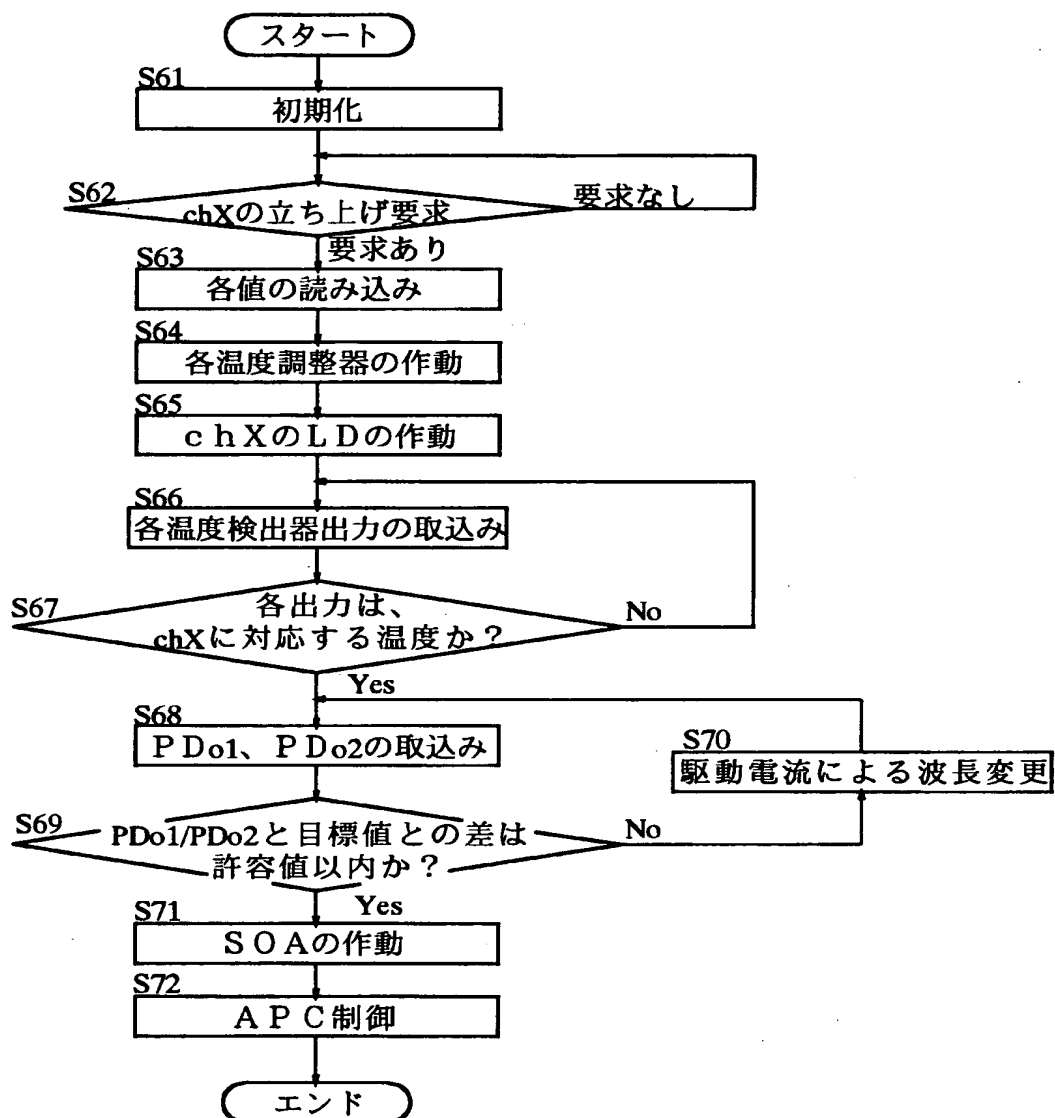 スタート
S61
初期化
S62
chXの立ち上げ要求
要求なし
要求あり
S63
各値の読み込み
S64
各温度調整器の作動
S65
ｃｈＸのＬＤの作動
S66
各温度検出器出力の取込み
S67
各出力は、
chXに対応する温度か？
No
Yes
S68
ＰＤo1、ＰＤo2の取込み
S70
駆動電流による波長変更
S69
PDo1/PDo2と目標値との差は
許容値以内か？
No
Yes
S71
ＳＯＡの作動
S72
ＡＰＣ制御
エンド